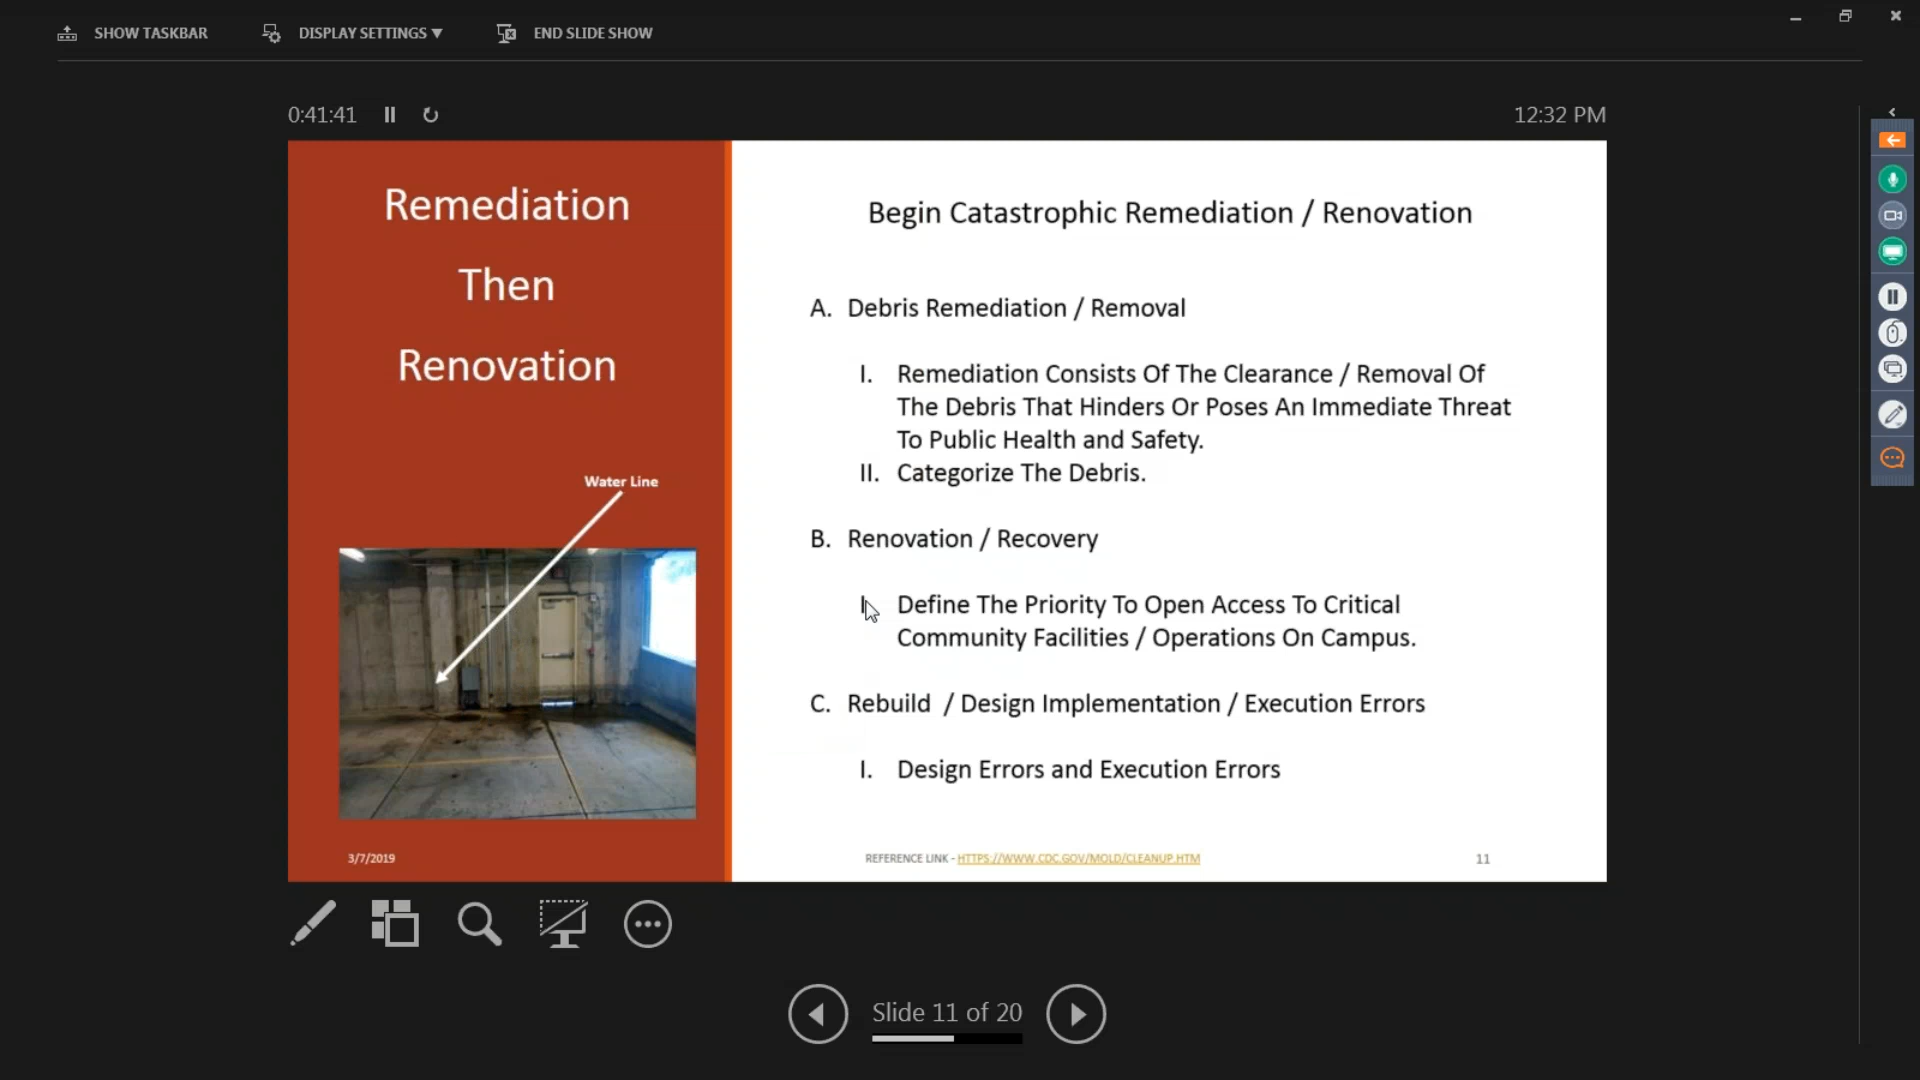 SHOW TASKBAR
DISPLAY SETTINGS
END SLIDE SHOW
0:41:41
12:32 PM
Remediation
Then
Renovation
Water Line
3/7/2019
Begin Catastrophic Remediation / Renovation
A. Debris Remediation / Removal
I. Remediation Consists Of The Clearance / Removal Of
The Debris That Hinders Or Poses An Immediate Threat
To Public Health and Safety.
II. Categorize The Debris.
B. Renovation / Recovery
I. Define The Priority To Open Access To Critical
Community Facilities / Operations On Campus.
C. Rebuild / Design Implementation / Execution Errors
I. Design Errors and Execution Errors
REFERENCE LINK - HTTPS://WWW.CDC.GOV/MOLD/CLEANUP.HTM
11
Slide 11 of 20